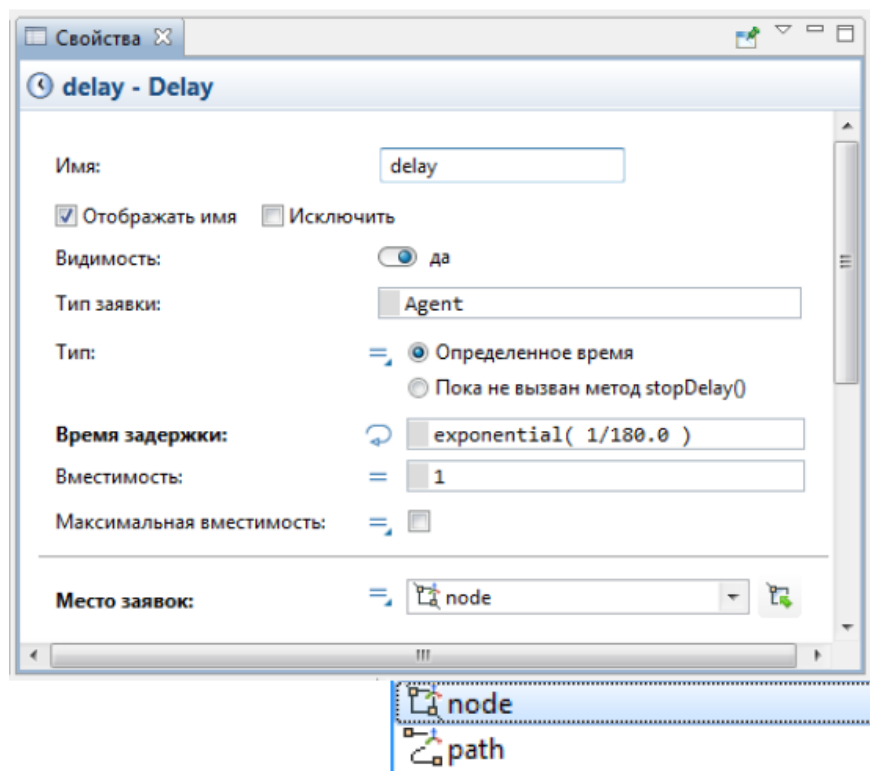 Свойства
delay - Delay
Имя: delay
Отображать имя Исключить
Видимость: да
Тип заявки: Agent
Тип: Определенное время
Пока не вызван метод stopDelay()
Время задержки: exponential( 1/180.0 )
Вместимость: 1
Максимальная вместимость:
Место заявок: node
node
path